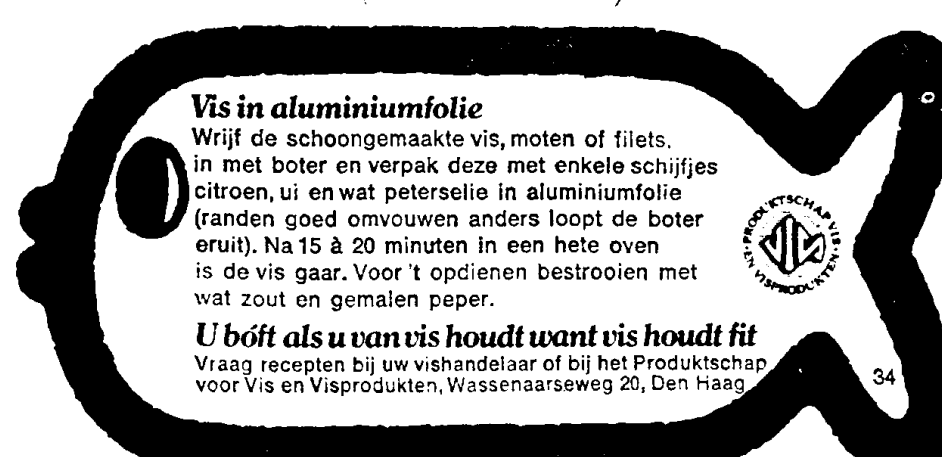 Vis in aluminiumfolie
Wrijf de schoongemaakte vis, moten of filets.
in met boter en verpak deze met enkele schijfjes
citroen, ui en wat peterselie in aluminiumfolie
(randen goed omvouwen anders loopt de boter
eruit). Na 15 à 20 minuten in een hete oven
is de vis gaar. Voor 't opdienen bestrooien met
wat zout en gemalen peper.
PRODUKTSCHAP VIS
EN VISPRODUKTEN
VIS
U bóft als u van vis houdt want vis houdt fit
Vraag recepten bij uw vishandelaar of bij het Produktschap
voor Vis en Visprodukten, Wassenaarseweg 20, Den Haag
34